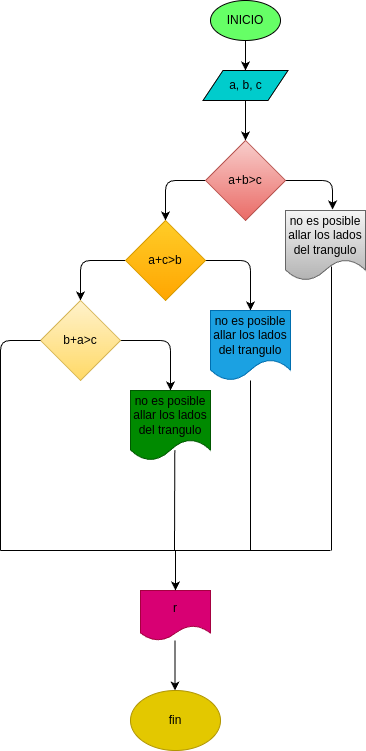 INICIO
a, b, c
a+b>c
no es posible
allar los lados
del trangulo
a+c>b
no es posible
allar los lados
del trangulo
b+a>c
no es posible
allar los lados
del trangulo
r
fin